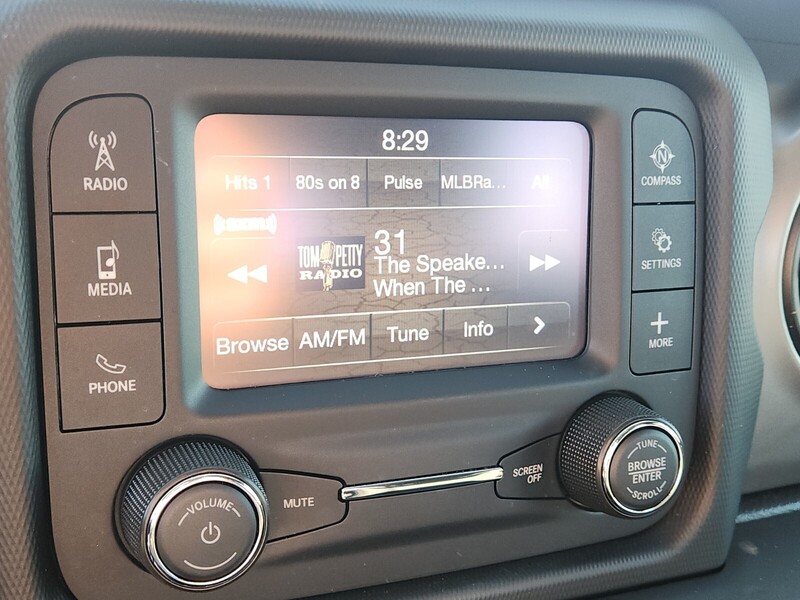 8:29
Hits 1 80s on 8 Pulse MLBRa... All
((SXM))
TOM PETTY
RADIO
31
The Speake...
When The ...
Browse AM/FM Tune Info
RADIO
MEDIA
PHONE
N
COMPASS
SETTINGS
MORE
VOLUME
MUTE
SCREEN
OFF
TUNE
BROWSE
ENTER
SCROLL